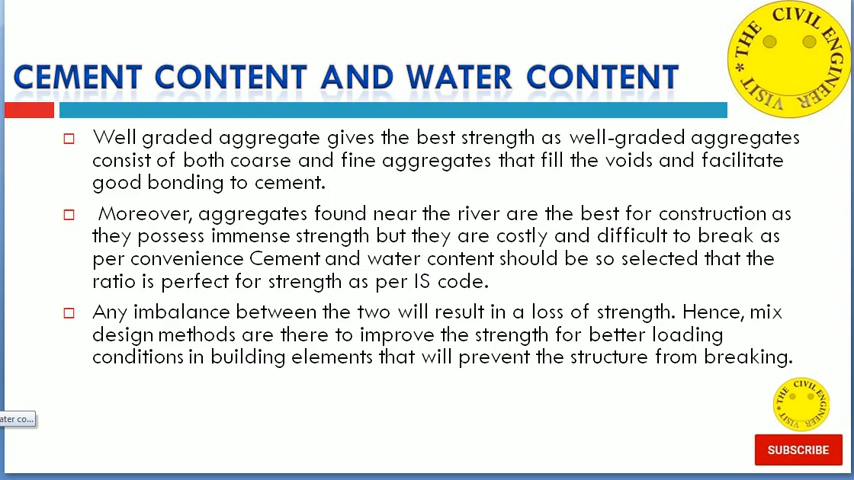 CEMENT CONTENT AND WATER CONTENT
* THE CIVIL ENGINEER VISIT
Well graded aggregate gives the best strength as well-graded aggregates
consist of both coarse and fine aggregates that fill the voids and facilitate
good bonding to cement.
Moreover, aggregates found near the river are the best for construction as
they possess immense strength but they are costly and difficult to break as
per convenience Cement and water content should be so selected that the
ratio is perfect for strength as per IS code.
Any imbalance between the two will result in a loss of strength. Hence, mix
design methods are there to improve the strength for better loading
conditions in building elements that will prevent the structure from breaking.
ater co...
* THE CIVIL ENGINEER VISIT
SUBSCRIBE